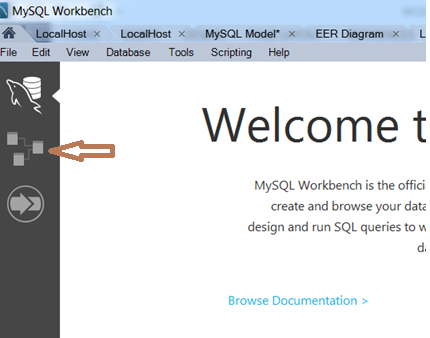 MySQL Workbench
LocalHost × LocalHost × MySQL Model* × EER Diagram × L
File Edit View Database Tools Scripting Help
Welcome t
MySQL Workbench is the offici
create and browse your data
design and run SQL queries to w
da
Browse Documentation >